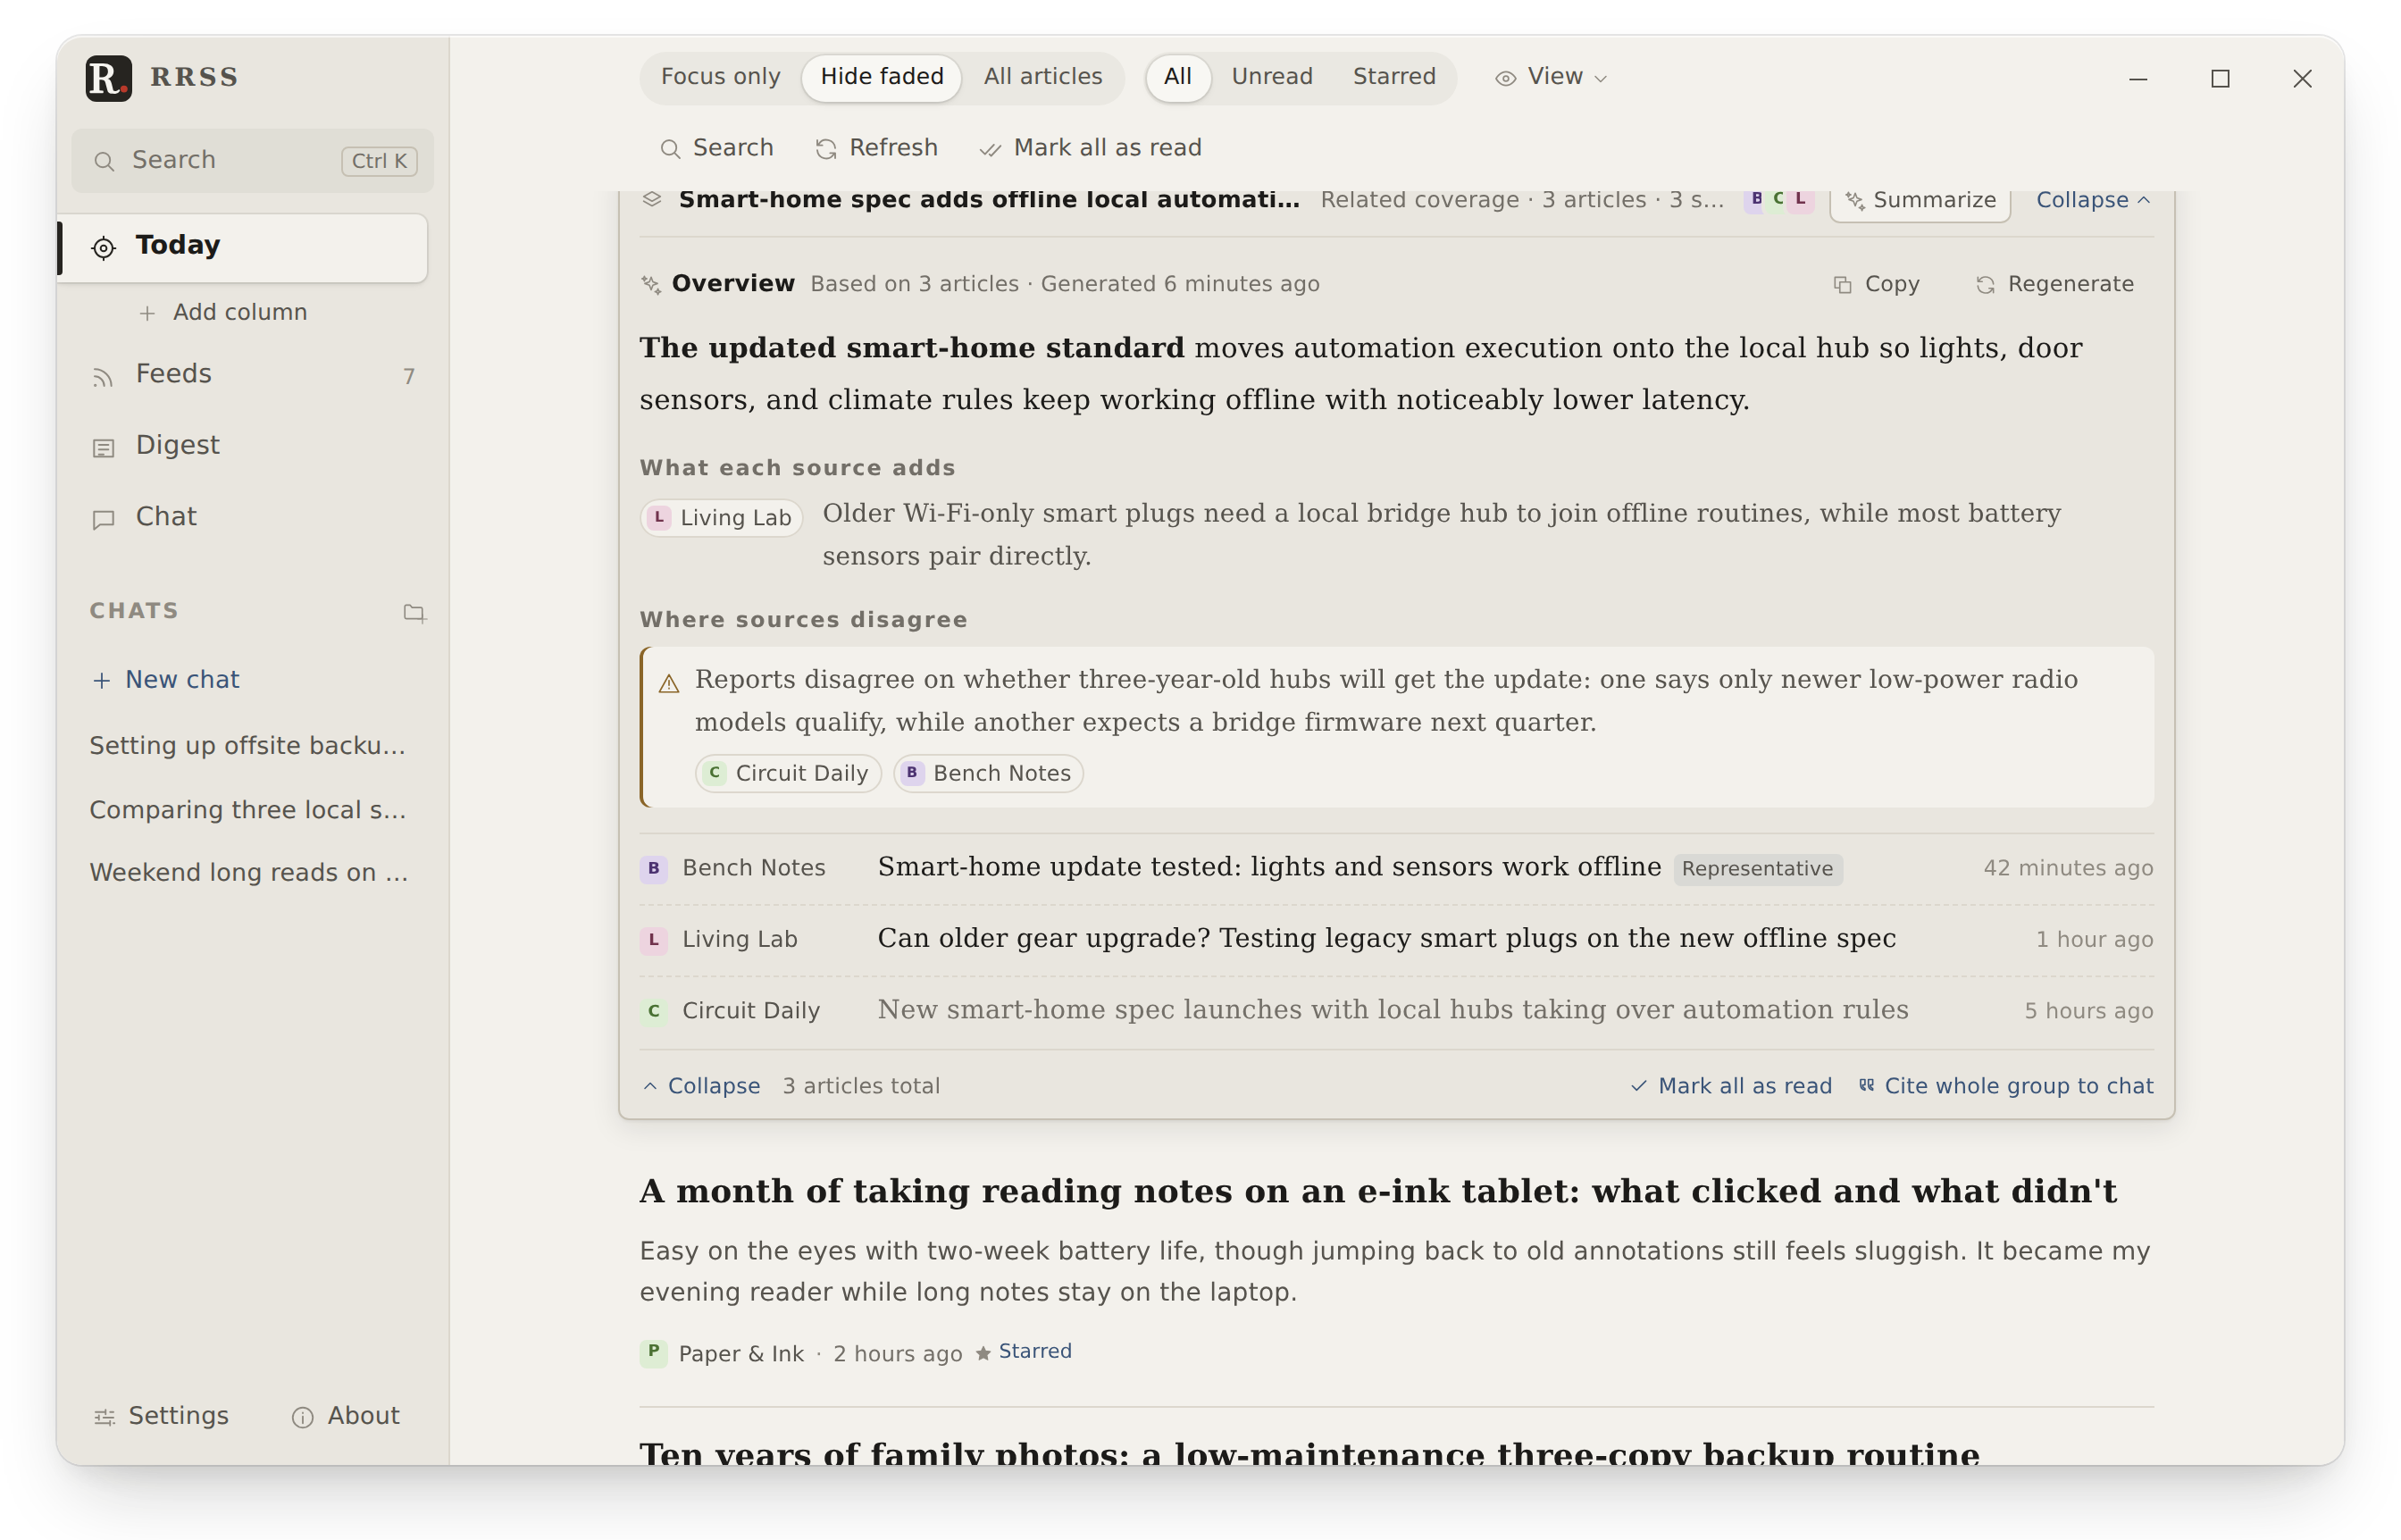 R. RRSS
Search Ctrl K
Today
Add column
Feeds 7
Digest
Chat
CHATS
New chat
Setting up offsite backu…
Comparing three local s…
Weekend long reads on …
Settings About
Focus only Hide faded All articles All Unread Starred View
Search Refresh Mark all as read
Smart-home spec adds offline local automati… Related coverage · 3 articles · 3 s… B C L Summarize Collapse
Overview Based on 3 articles · Generated 6 minutes ago Copy Regenerate
The updated smart-home standard moves automation execution onto the local hub so lights, door
sensors, and climate rules keep working offline with noticeably lower latency.
What each source adds
L Living Lab Older Wi-Fi-only smart plugs need a local bridge hub to join offline routines, while most battery
sensors pair directly.
Where sources disagree
Reports disagree on whether three-year-old hubs will get the update: one says only newer low-power radio
models qualify, while another expects a bridge firmware next quarter.
C Circuit Daily B Bench Notes
B Bench Notes Smart-home update tested: lights and sensors work offline Representative 42 minutes ago
L Living Lab Can older gear upgrade? Testing legacy smart plugs on the new offline spec 1 hour ago
C Circuit Daily New smart-home spec launches with local hubs taking over automation rules 5 hours ago
Collapse 3 articles total Mark all as read Cite whole group to chat
A month of taking reading notes on an e-ink tablet: what clicked and what didn't
Easy on the eyes with two-week battery life, though jumping back to old annotations still feels sluggish. It became my
evening reader while long notes stay on the laptop.
P Paper & Ink · 2 hours ago Starred
Ten years of family photos: a low-maintenance three-copy backup routine